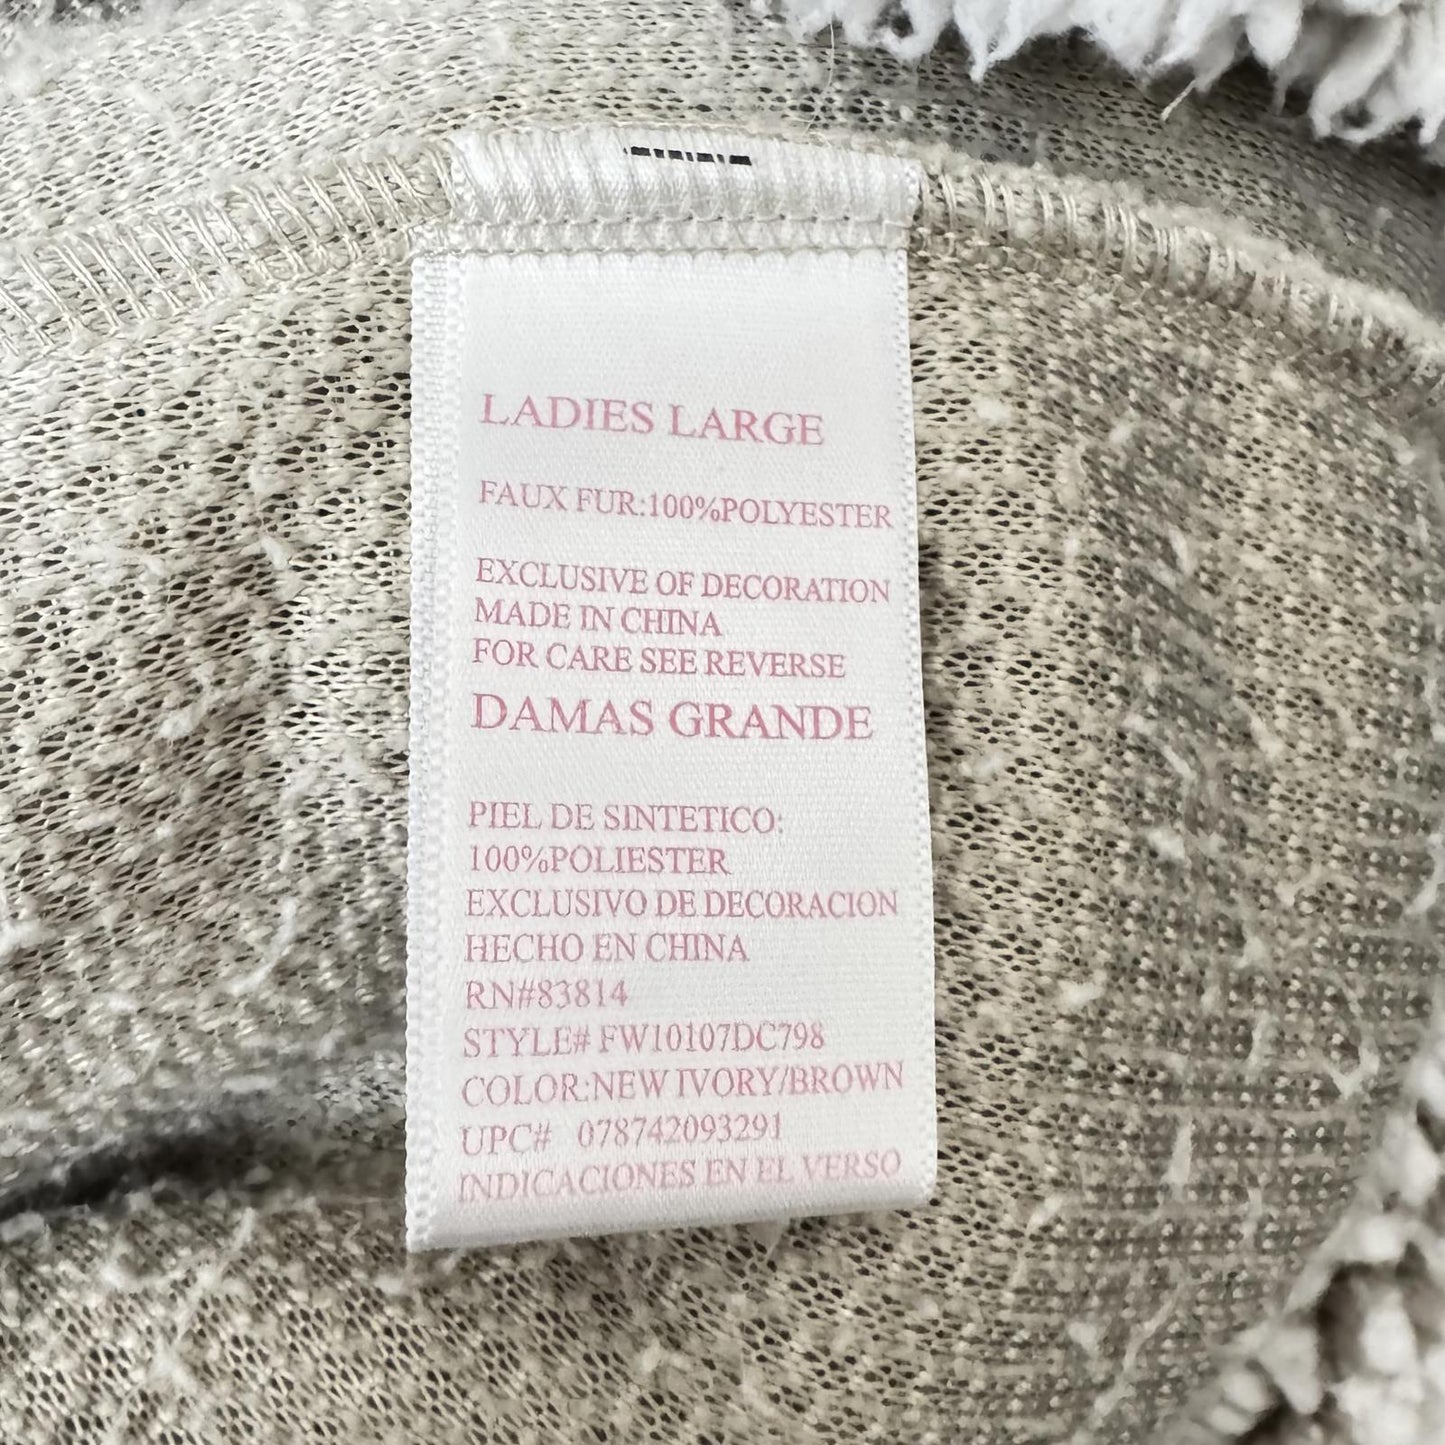 LADIES LARGE
FAUX FUR:100%POLYESTER
EXCLUSIVE OF DECORATION
MADE IN CHINA
FOR CARE SEE REVERSE
DAMAS GRANDE
PIEL DE SINTETICO:
100%POLIESTER
EXCLUSIVO DE DECORACION
HECHO EN CHINA
RN#83814
STYLE# FW10107DC798
COLOR:NEW IVORY/BROWN
UPC# 078742093291
INDICACIONES EN EL VERSO